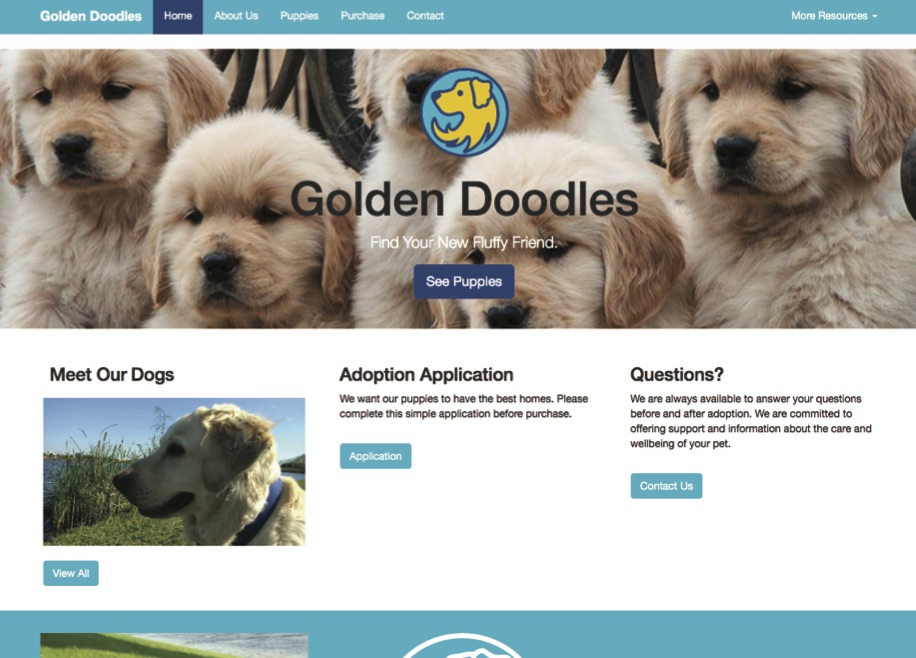 Golden Doodles Home About Us Puppies Purchase Contact More Resources
Golden Doodles
Find Your New Fluffy Friend.
See Puppies
Meet Our Dogs
View All
Adoption Application
We want our puppies to have the best homes. Please
complete this simple application before purchase.
Application
Questions?
We are always available to answer your questions
before and after adoption. We are committed to
offering support and information about the care and
wellbeing of your pet.
Contact Us